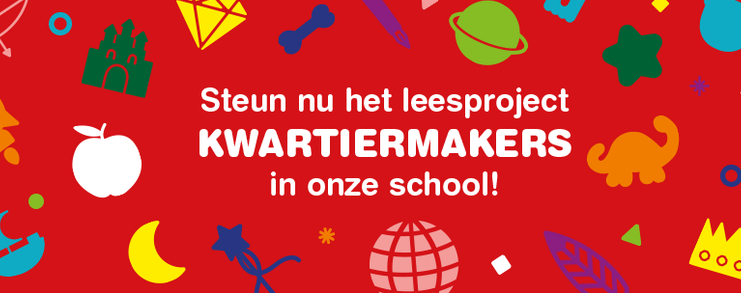 Steun nu het leesproject
KWARTIERMAKERS
in onze school!